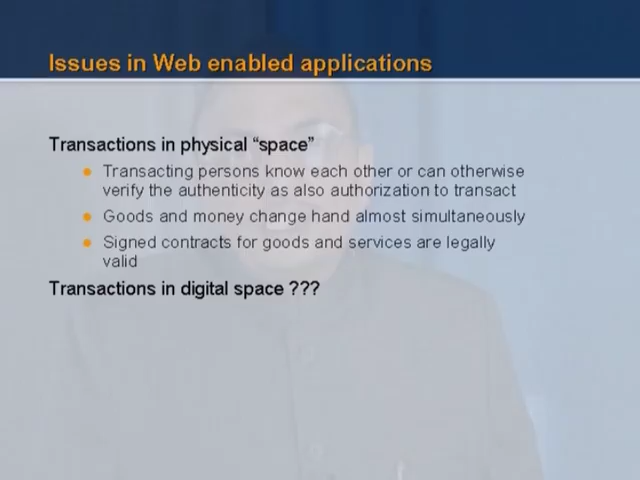 Issues in Web enabled applications
Transactions in physical “space”
Transacting persons know each other or can otherwise
verify the authenticity as also authorization to transact
Goods and money change hand almost simultaneously
Signed contracts for goods and services are legally
valid
Transactions in digital space ???